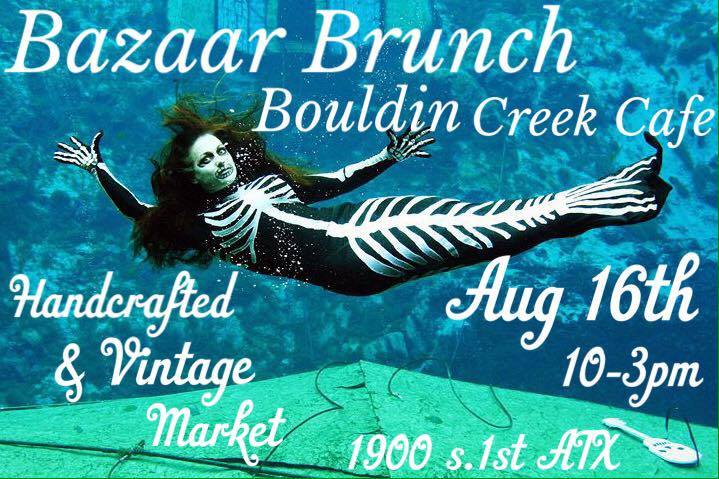 Bazaar Brunch
Bouldin Creek Cafe
Handcrafted
& Vintage
Market
Aug 16th
10-3pm
1900 s.1st ATX